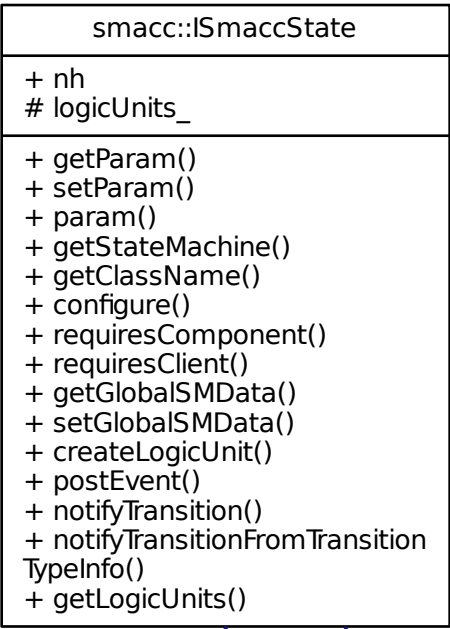 smacc::ISmaccState
+ nh
# logicUnits_
+ getParam()
+ setParam()
+ param()
+ getStateMachine()
+ getClassName()
+ configure()
+ requiresComponent()
+ requiresClient()
+ getGlobalSMData()
+ setGlobalSMData()
+ createLogicUnit()
+ postEvent()
+ notifyTransition()
+ notifyTransitionFromTransition
TypeInfo()
+ getLogicUnits()